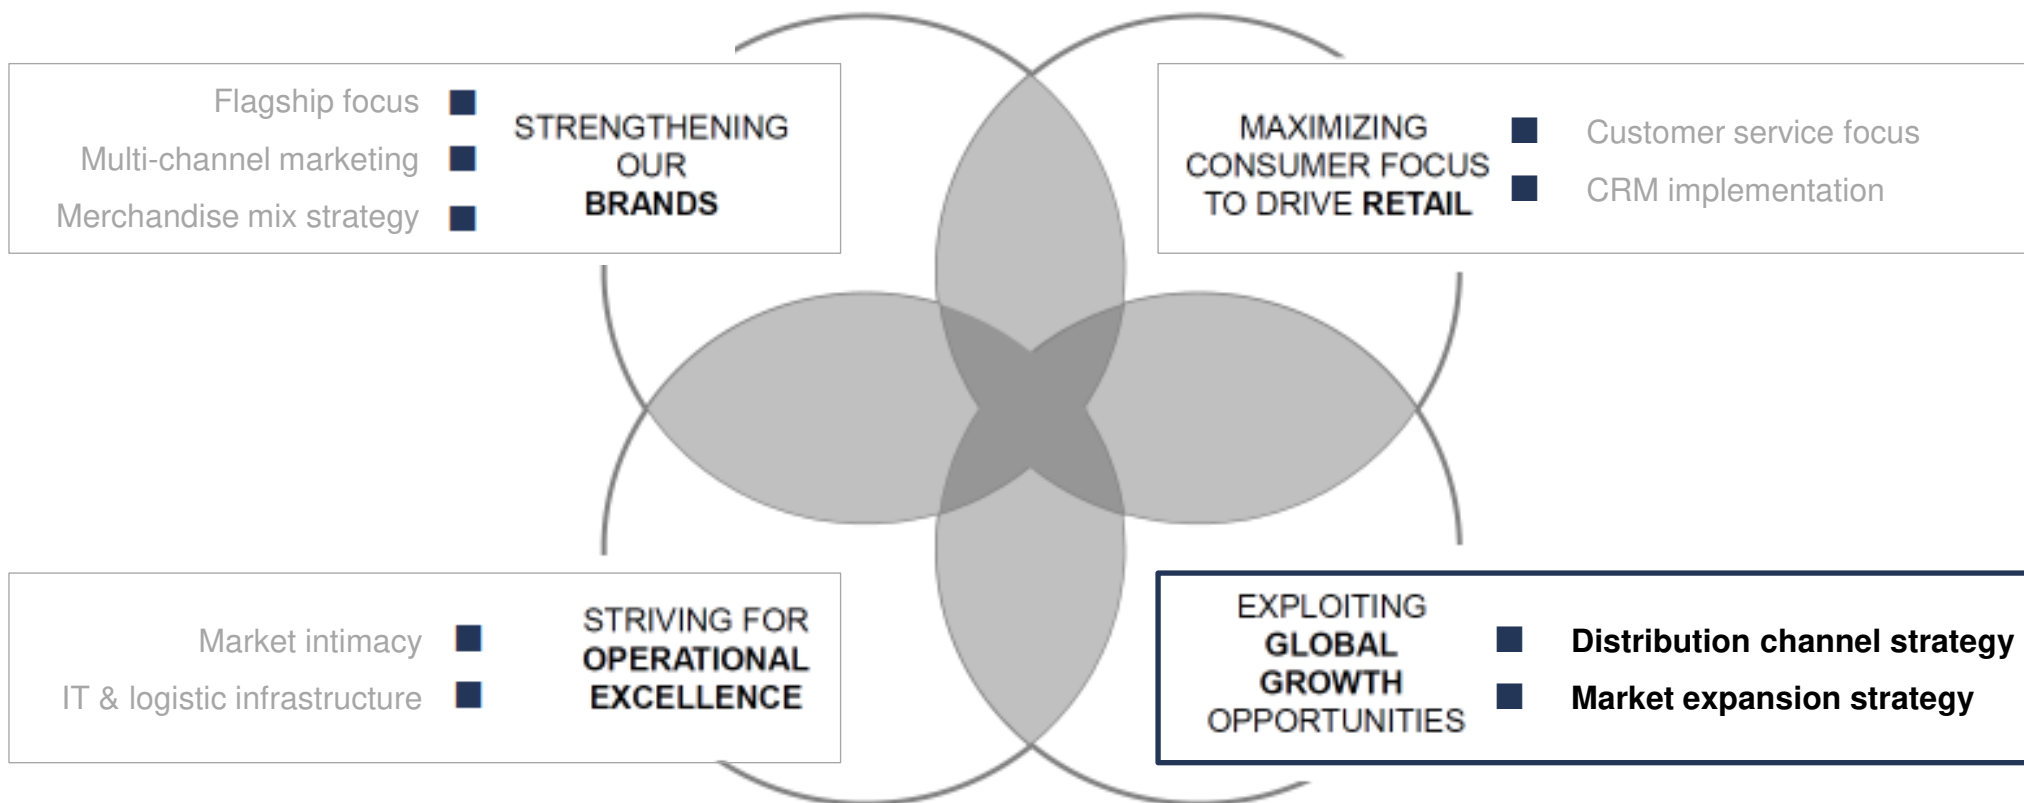 Flagship focus
Multi-channel marketing
Merchandise mix strategy
STRENGTHENING
OUR
BRANDS
MAXIMIZING
CONSUMER FOCUS
TO DRIVE RETAIL
Customer service focus
CRM implementation
Market intimacy
IT & logistic infrastructure
STRIVING FOR
OPERATIONAL
EXCELLENCE
EXPLOITING
GLOBAL
GROWTH
OPPORTUNITIES
Distribution channel strategy
Market expansion strategy